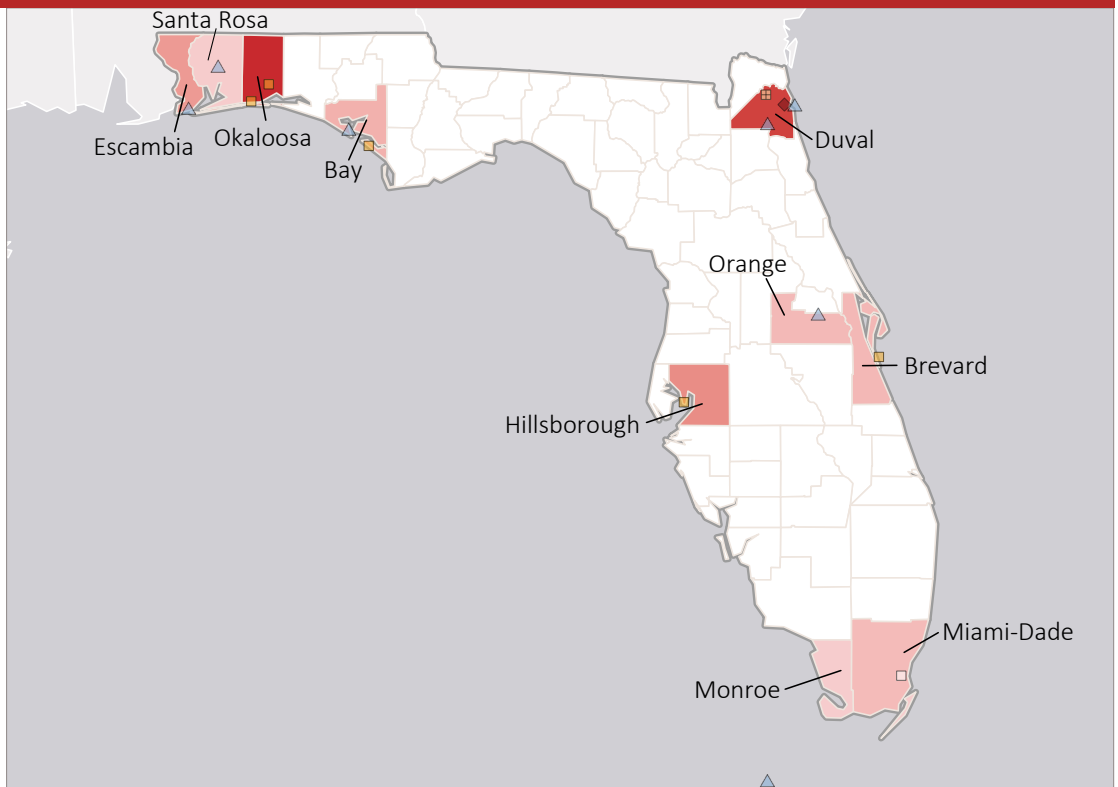 Santa Rosa
Escambia
Okaloosa
Bay
Duval
Orange
Brevard
Hillsborough
Miami-Dade
Monroe